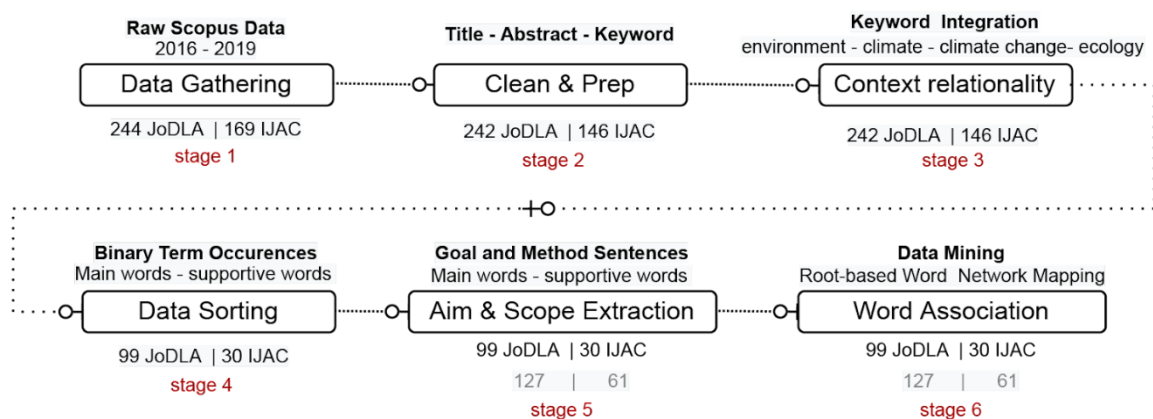 Raw Scopus Data
2016 - 2019
Data Gathering
244 JoDLA | 169 IJAC
stage 1
Title - Abstract - Keyword
Clean & Prep
242 JoDLA | 146 IJAC
stage 2
Keyword Integration
environment - climate - climate change- ecology
Context relationality
242 JoDLA | 146 IJAC
stage 3
Binary Term Occurences
Main words - supportive words
Data Sorting
99 JoDLA | 30 IJAC
stage 4
Goal and Method Sentences
Main words - supportive words
Aim & Scope Extraction
99 JoDLA | 30 IJAC
127 | 61
stage 5
Data Mining
Root-based Word Network Mapping
Word Association
99 JoDLA | 30 IJAC
127 | 61
stage 6